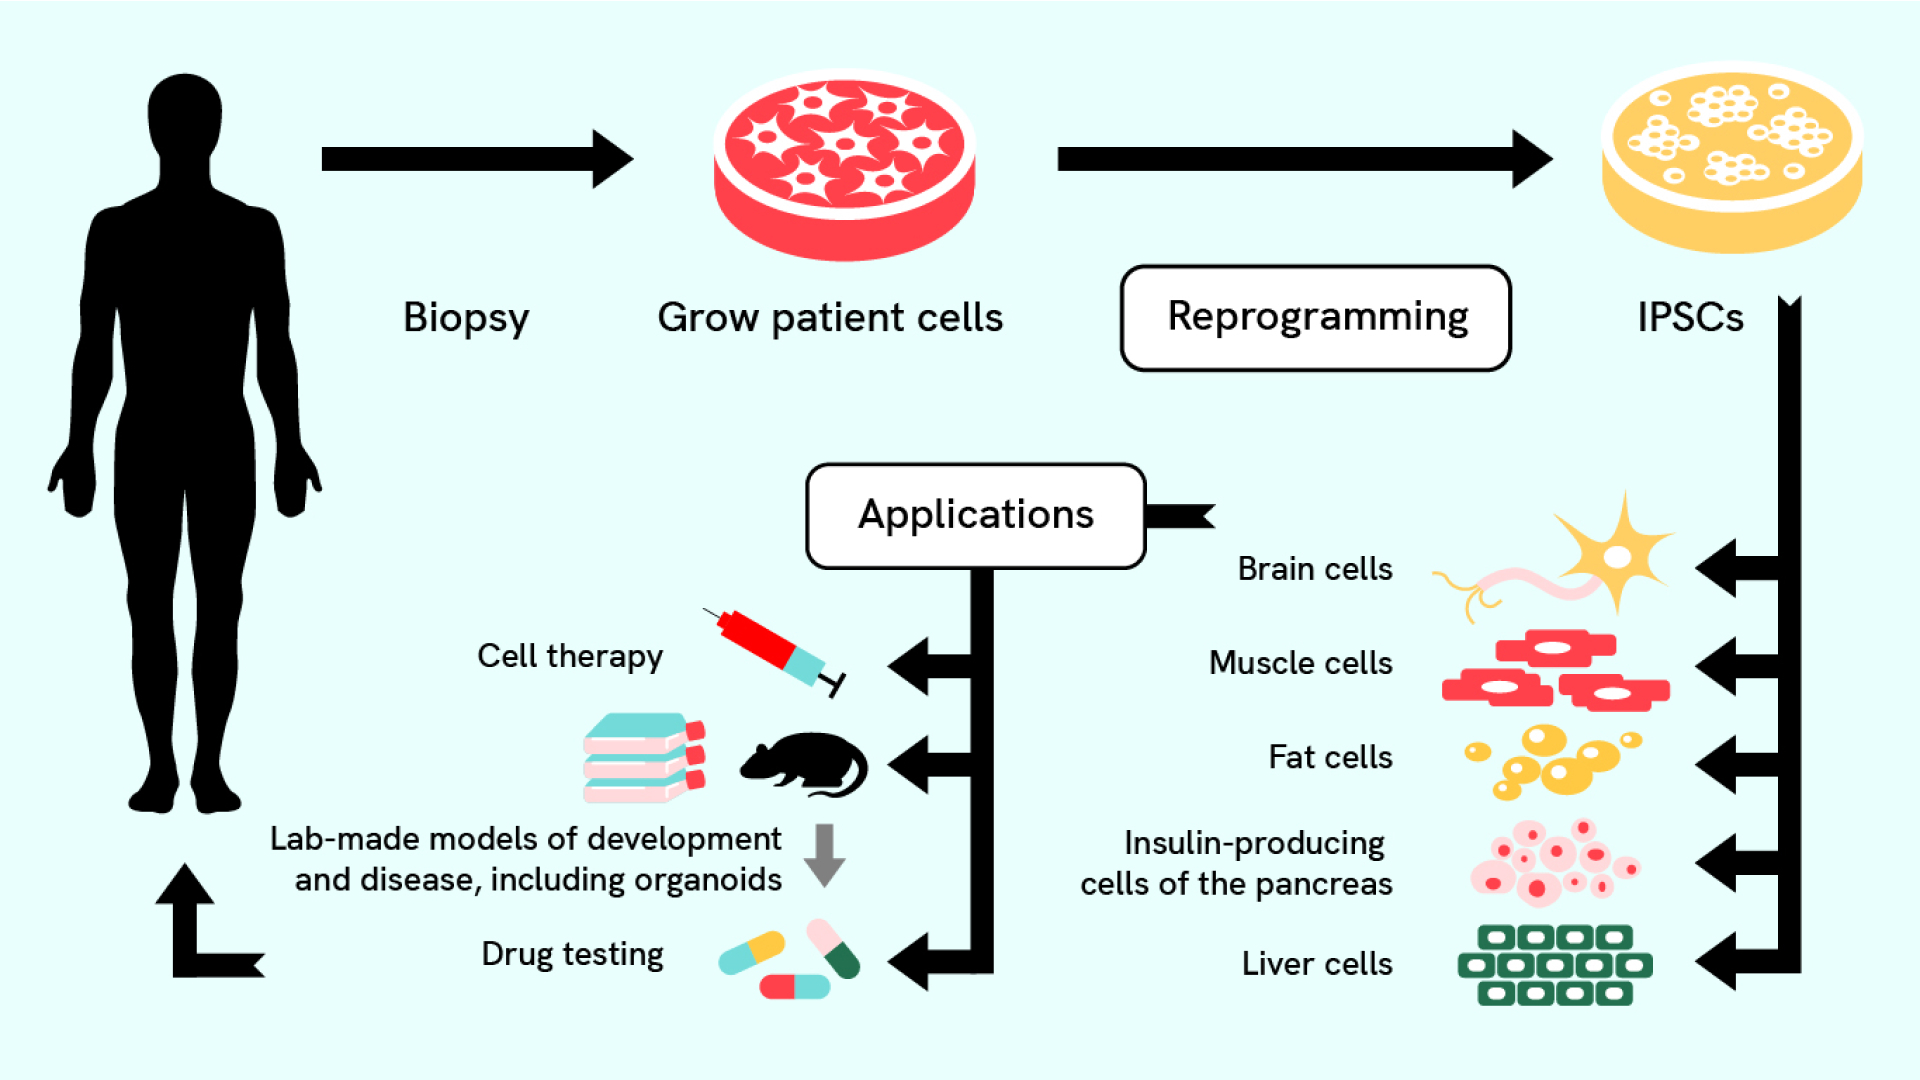 Biopsy
Grow patient cells
Reprogramming
IPSCs
Applications
Brain cells
Muscle cells
Fat cells
Insulin-producing
cells of the pancreas
Liver cells
Cell therapy
Lab-made models of development
and disease, including organoids
Drug testing